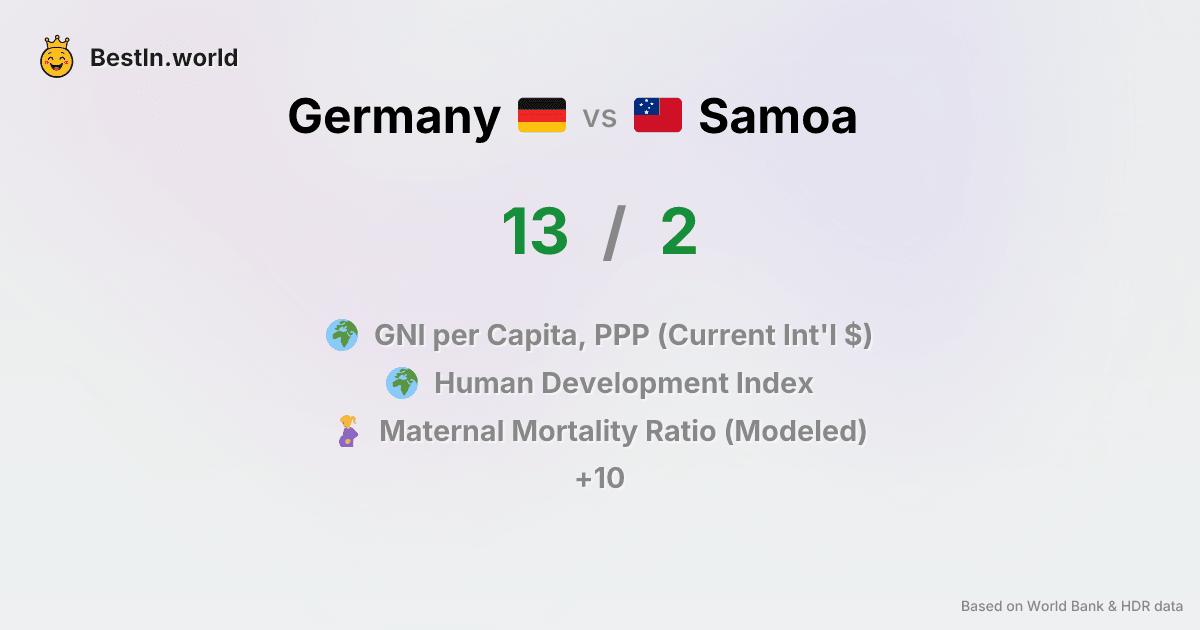 BestIn.world
Germany vs Samoa
13 / 2
GNI per Capita, PPP (Current Int'l $)
Human Development Index
Maternal Mortality Ratio (Modeled)
+10
Based on World Bank & HDR data